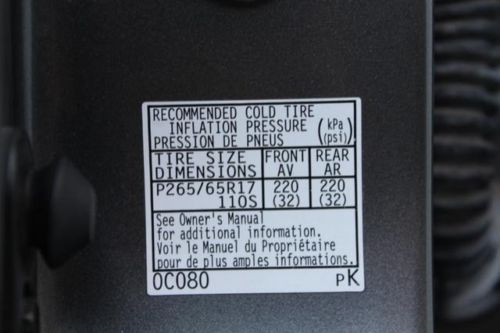 RECOMMENDED COLD TIRE
INFLATION PRESSURE (kPa
PRESSION DE PNEUS (psi))
TIRE SIZE FRONT REAR
DIMENSIONS AV AR
P265/65R17 220 220
110S (32) (32)
See Owner's Manual
for additional information.
Voir le Manuel du Propriétaire
pour de plus amples informations.
0C080 PK